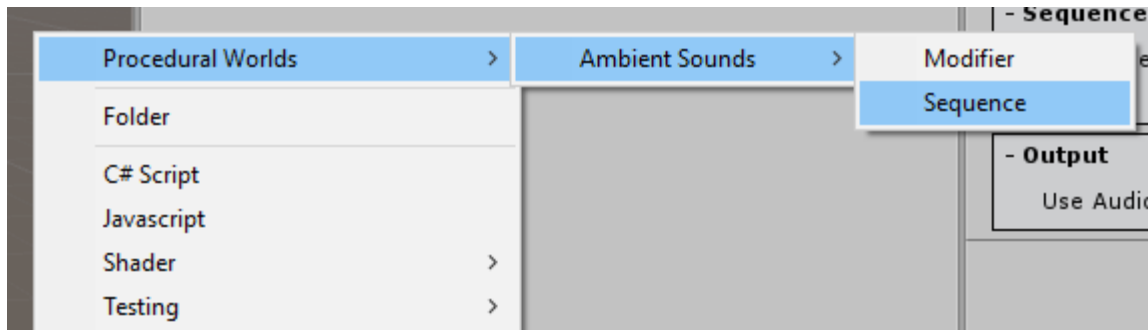 - Sequence
Procedural Worlds > Ambient Sounds > Modifier
Sequence
Folder
- Output
C# Script
Use Audio
Javascript
Shader >
Testing >